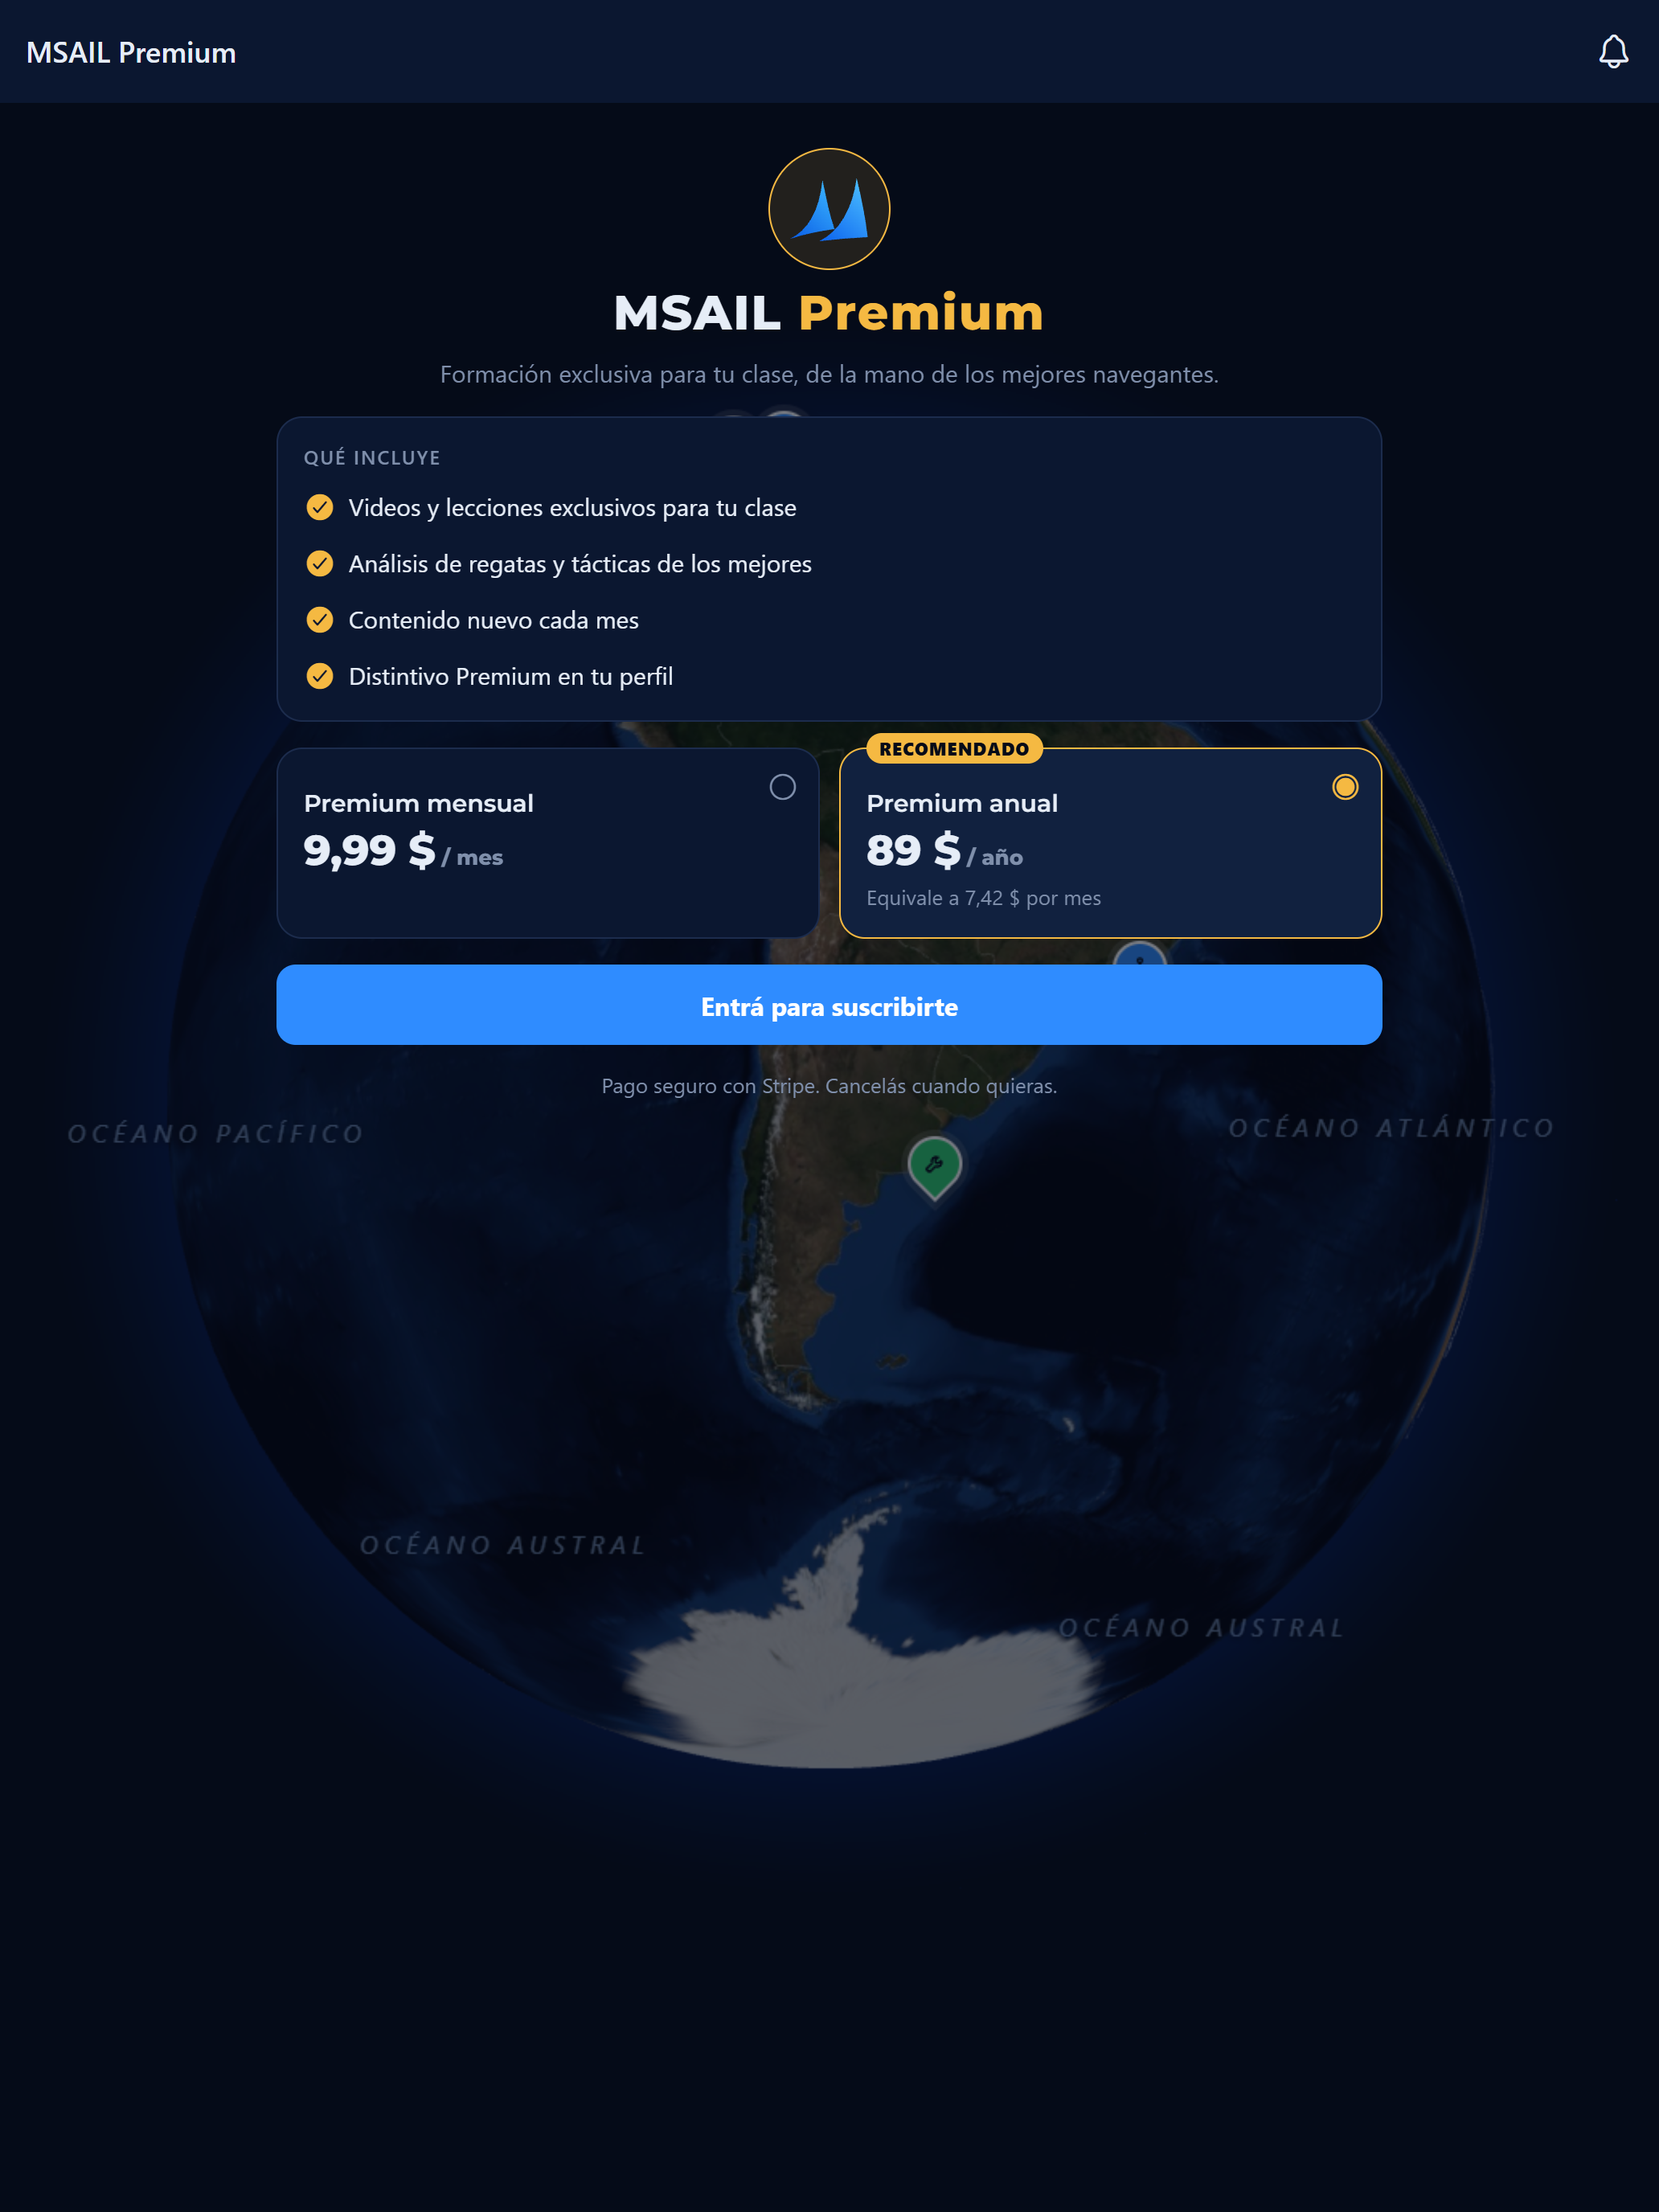 MSAIL Premium
MSAIL Premium
Formación exclusiva para tu clase, de la mano de los mejores navegantes.
QUÉ INCLUYE
Videos y lecciones exclusivos para tu clase
Análisis de regatas y tácticas de los mejores
Contenido nuevo cada mes
Distintivo Premium en tu perfil
Premium mensual
9,99 $ / mes
RECOMENDADO
Premium anual
89 $ / año
Equivale a 7,42 $ por mes
Entrá para suscribirte
Pago seguro con Stripe. Cancelás cuando quieras.
OCÉANO PACÍFICO
OCÉANO ATLÁNTICO
OCÉANO AUSTRAL
OCÉANO AUSTRAL